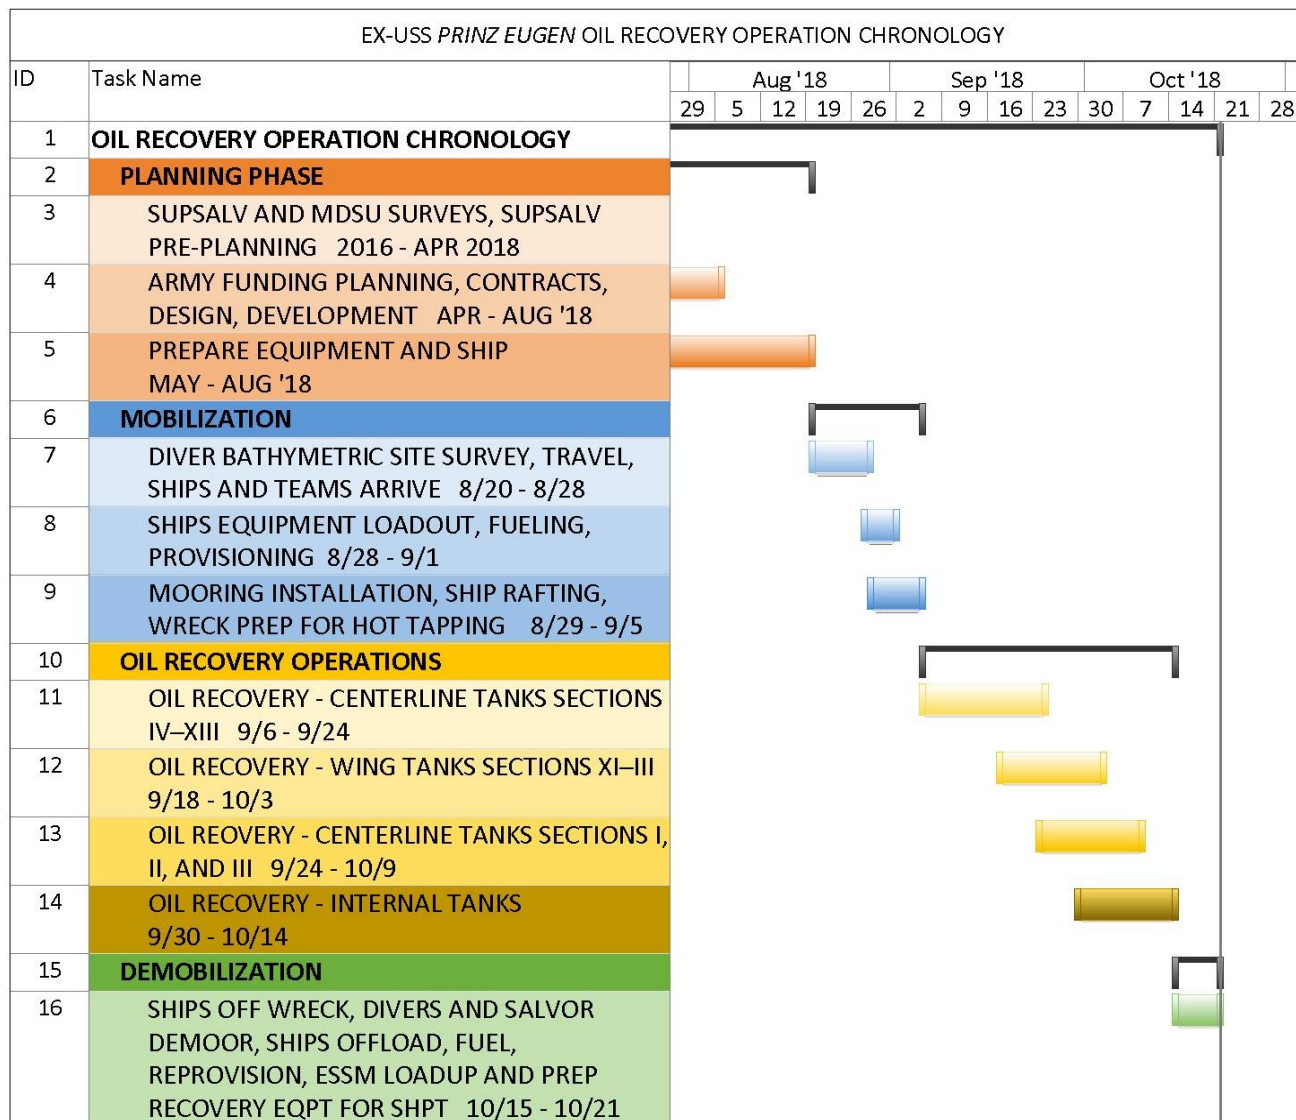 EX-USS PRINZ EUGEN OIL RECOVERY OPERATION CHRONOLOGY
ID Task Name Aug '18 Sep '18 Oct '18
29 5 12 19 26 2 9 16 23 30 7 14 21 28
1 OIL RECOVERY OPERATION CHRONOLOGY
2 PLANNING PHASE
3 SUPSALV AND MDSU SURVEYS, SUPSALV
PRE-PLANNING 2016 - APR 2018
4 ARMY FUNDING PLANNING, CONTRACTS,
DESIGN, DEVELOPMENT APR - AUG '18
5 PREPARE EQUIPMENT AND SHIP
MAY - AUG '18
6 MOBILIZATION
7 DIVER BATHYMETRIC SITE SURVEY, TRAVEL,
SHIPS AND TEAMS ARRIVE 8/20 - 8/28
8 SHIPS EQUIPMENT LOADOUT, FUELING,
PROVISIONING 8/28 - 9/1
9 MOORING INSTALLATION, SHIP RAFTING,
WRECK PREP FOR HOT TAPPING 8/29 - 9/5
10 OIL RECOVERY OPERATIONS
11 OIL RECOVERY - CENTERLINE TANKS SECTIONS
IV–XIII 9/6 - 9/24
12 OIL RECOVERY - WING TANKS SECTIONS XI–III
9/18 - 10/3
13 OIL REOVERY - CENTERLINE TANKS SECTIONS I,
II, AND III 9/24 - 10/9
14 OIL RECOVERY - INTERNAL TANKS
9/30 - 10/14
15 DEMOBILIZATION
16 SHIPS OFF WRECK, DIVERS AND SALVOR
DEMOOR, SHIPS OFFLOAD, FUEL,
REPROVISION, ESSM LOADUP AND PREP
RECOVERY EQPT FOR SHPT 10/15 - 10/21